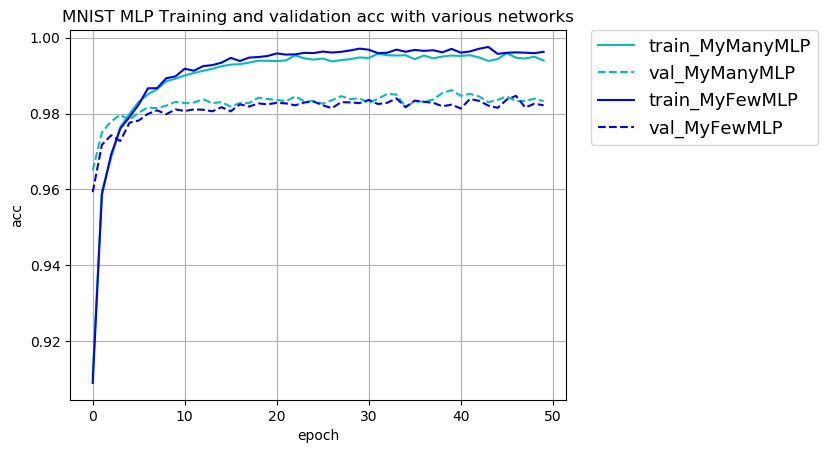 MNIST MLP Training and validation acc with various networks
1.00
0.98
0.96
0.94
0.92
acc
0 10 20 30 40 50
epoch
train_MyManyMLP
val_MyManyMLP
train_MyFewMLP
val_MyFewMLP